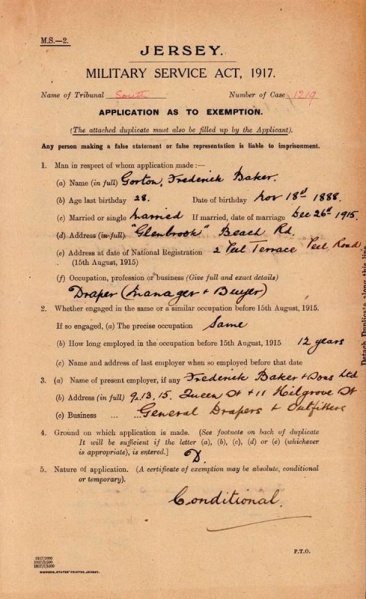 M.S.—2.
JERSEY.
MILITARY SERVICE ACT, 1917.
Name of Tribunal South Number of Case 1219
APPLICATION AS TO EXEMPTION.
(The attached duplicate must also be filled up by the Applicant).
Any person making a false statement or false representation is liable to imprisonment.
1. Man in respect of whom application made :—
(a) Name (in full) Gorton, Frederick Baker.
(b) Age last birthday 28. Date of birthday Nov 18th 1888.
(c) Married or single Married If married, date of marriage Dec 26th 1915.
(d) Address (in full) "Glenbrook" Beach Rd.
(e) Address at date of National Registration 2 Peel Terrace Peel Road
(15th August, 1915)
(f) Occupation, profession or business (Give full and exact details)
Draper (Manager + Buyer)
2. Whether engaged in the same or a similar occupation before 15th August, 1915.
If so engaged, (a) The precise occupation Same
(b) How long employed in the occupation before 15th August, 1915 12 years
(c) Name and address of last employer when so employed before that date
3. (a) Name of present employer, if any Frederick Baker + Sons Ltd
(b) Address (in full) 9.13.15. Queen St + 11 Hilgrove St
(c) Business ... General Drapers + Outfitters
4. Ground on which application is made. (See footnote on back of duplicate
It will be sufficient if the letter (a), (b), (c), (d) or (e) (whichever
is appropriate), is entered.] D
5. Nature of application. (A certificate of exemption may be absolute, conditional
or temporary).
Conditional.
P.T.O.
Detach Duplicate along this line